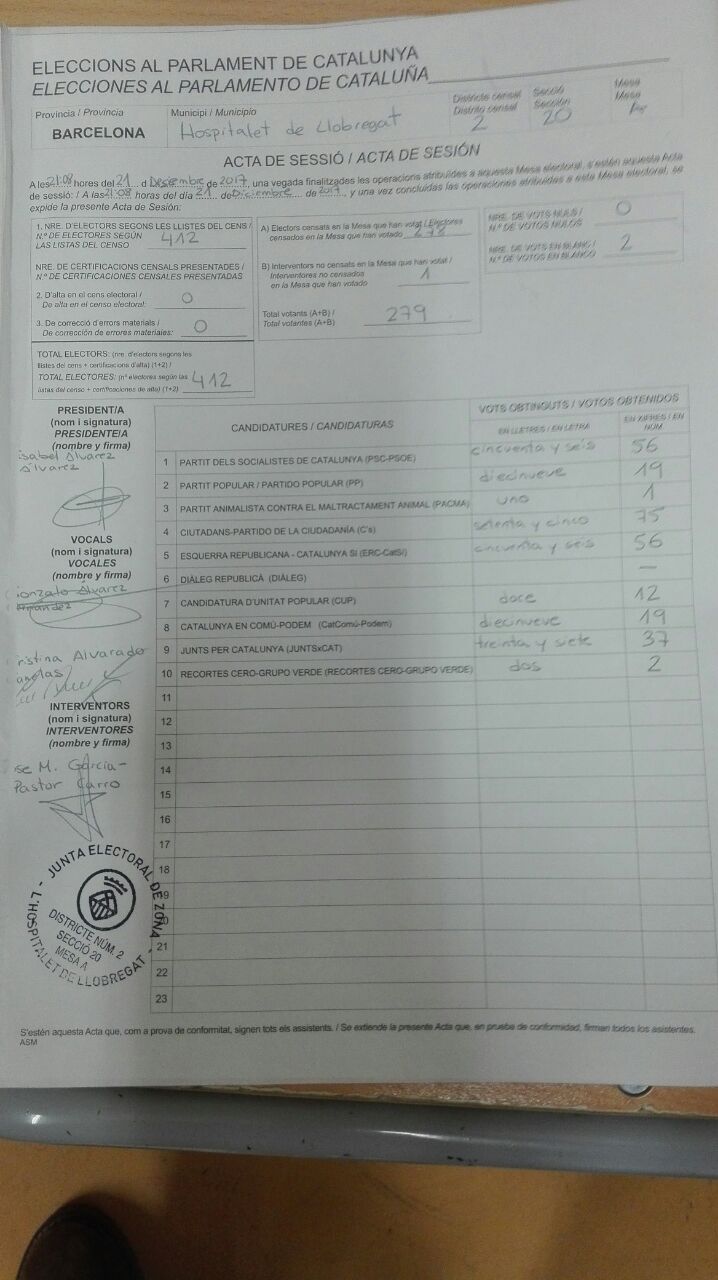 ELECCIONS AL PARLAMENT DE CATALUNYA
ELECCIONES AL PARLAMENTO DE CATALUÑA
Província / Provincia
BARCELONA
Municipi / Municipio
Hospitalet de Llobregat
Districte censal
Distrito censal
2
Secció
Sección
20
Mesa
Mesa
A
ACTA DE SESSIÓ / ACTA DE SESIÓN
A les 21:08 hores del 21 d Desembre de 2017, una vegada finalitzades les operacions atribuïdes a aquesta Mesa electoral, s'estén aquesta Acta
de sessió: / A las 21:08 horas del día 21 de Diciembre de 2017, y una vez concluidas las operaciones atribuidas a esta Mesa electoral, se
expide la presente Acta de Sesión:
1. NRE. D'ELECTORS SEGONS LES LLISTES DEL CENS /
N.º DE ELECTORES SEGÚN
LAS LISTAS DEL CENSO
412
NRE. DE CERTIFICACIONS CENSALS PRESENTADES /
N.º DE CERTIFICACIONES CENSALES PRESENTADAS
2. D'alta en el cens electoral /
De alta en el censo electoral:
0
3. De correcció d'errors materials /
De corrección de errores materiales:
0
TOTAL ELECTORS: (nre. d'electors segons les
llistes del cens + certificacions d'alta) (1+2) /
TOTAL ELECTORES: (nº electores según las
listas del censo + certificaciones de alta) (1+2)
412
A) Electors censats en la Mesa que han votat / Electores
censados en la Mesa que han votado
278
B) Interventors no censats en la Mesa que han votat /
Interventores no censados
en la Mesa que han votado
1
Total votants (A+B) /
Total votantes (A+B)
279
NRE. DE VOTS NULS /
N.º DE VOTOS NULOS
0
NRE. DE VOTS EN BLANC /
N.º DE VOTOS EN BLANCO
2
CANDIDATURES / CANDIDATURAS
VOTS OBTINGUTS / VOTOS OBTENIDOS
EN LLETRES / EN LETRA
EN XIFRES / EN NÚM.
1 PARTIT DELS SOCIALISTES DE CATALUNYA (PSC-PSOE) cincuenta y seis 56
2 PARTIT POPULAR / PARTIDO POPULAR (PP) diecinueve 19
3 PARTIT ANIMALISTA CONTRA EL MALTRACTAMENT ANIMAL (PACMA) uno 1
4 CIUTADANS-PARTIDO DE LA CIUDADANÍA (C's) setenta y cinco 75
5 ESQUERRA REPUBLICANA - CATALUNYA SÍ (ERC-CatSí) cincuenta y seis 56
6 DIÀLEG REPUBLICÀ (DIÀLEG) —
7 CANDIDATURA D'UNITAT POPULAR (CUP) doce 12
8 CATALUNYA EN COMÚ-PODEM (CatComú-Podem) diecinueve 19
9 JUNTS PER CATALUNYA (JUNTSxCAT) treinta y siete 37
10 RECORTES CERO-GRUPO VERDE (RECORTES CERO-GRUPO VERDE) dos 2
11
12
13
14
15
16
17
18
19
20
21
22
23
PRESIDENT/A
(nom i signatura)
PRESIDENTE/A
(nombre y firma)
isabel Álvarez
Álvarez
VOCALS
(nom i signatura)
VOCALES
(nombre y firma)
Gonzalo Álvarez
ristina Alvarado
INTERVENTORS
(nom i signatura)
INTERVENTORES
(nombre y firma)
se M. García-
Pastor Carro
JUNTA ELECTORAL DE ZONA - L'HOSPITALET DE LLOBREGAT -
DISTRICTE NÚM. 2
SECCIÓ 20
MESA A
S'estén aquesta Acta que, com a prova de conformitat, signen tots els assistents. / Se extiende la presente Acta que, en prueba de conformidad, firman todos los asistentes.
ASM